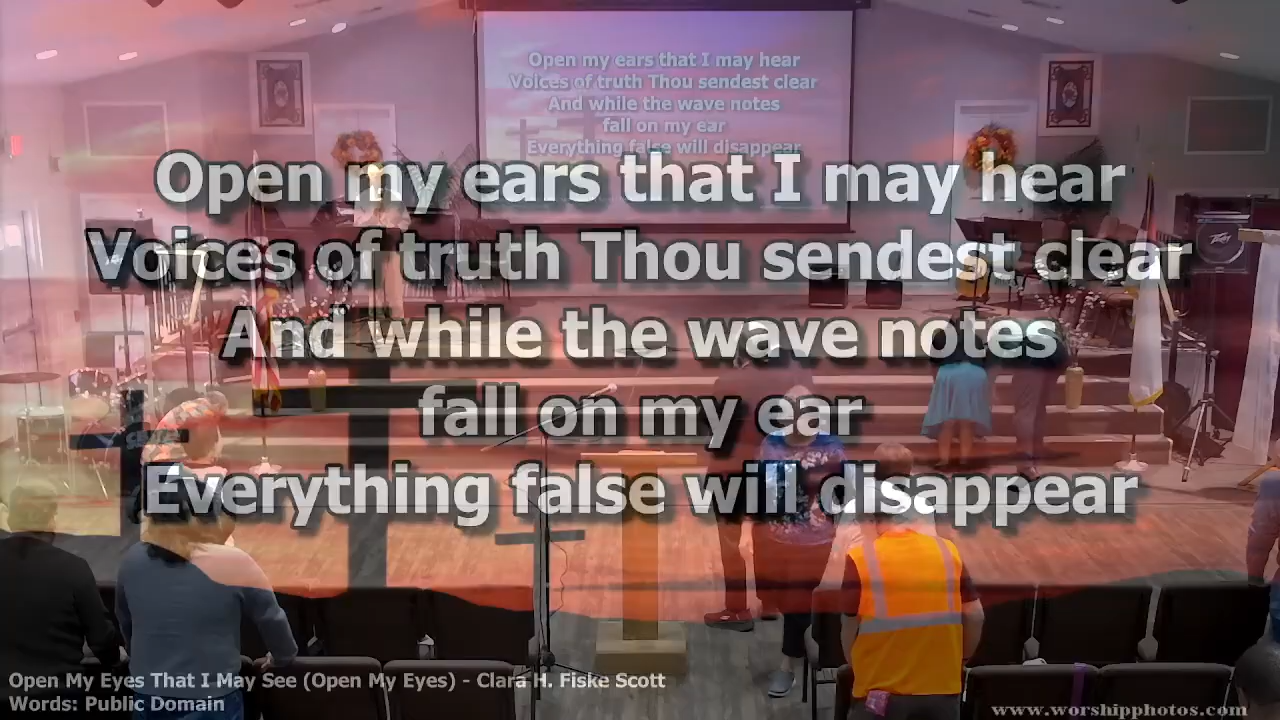 Open my ears that I may hear
Voices of truth Thou sendest clear
And while the wave notes
fall on my ear
Everything false will disappear
Open my ears that I may hear
Voices of truth Thou sendest clear
And while the wave notes
fall on my ear
Everything false will disappear
Peavey
Open My Eyes That I May See (Open My Eyes) - Clara H. Fiske Scott
Words: Public Domain
www.worshipphotos.com